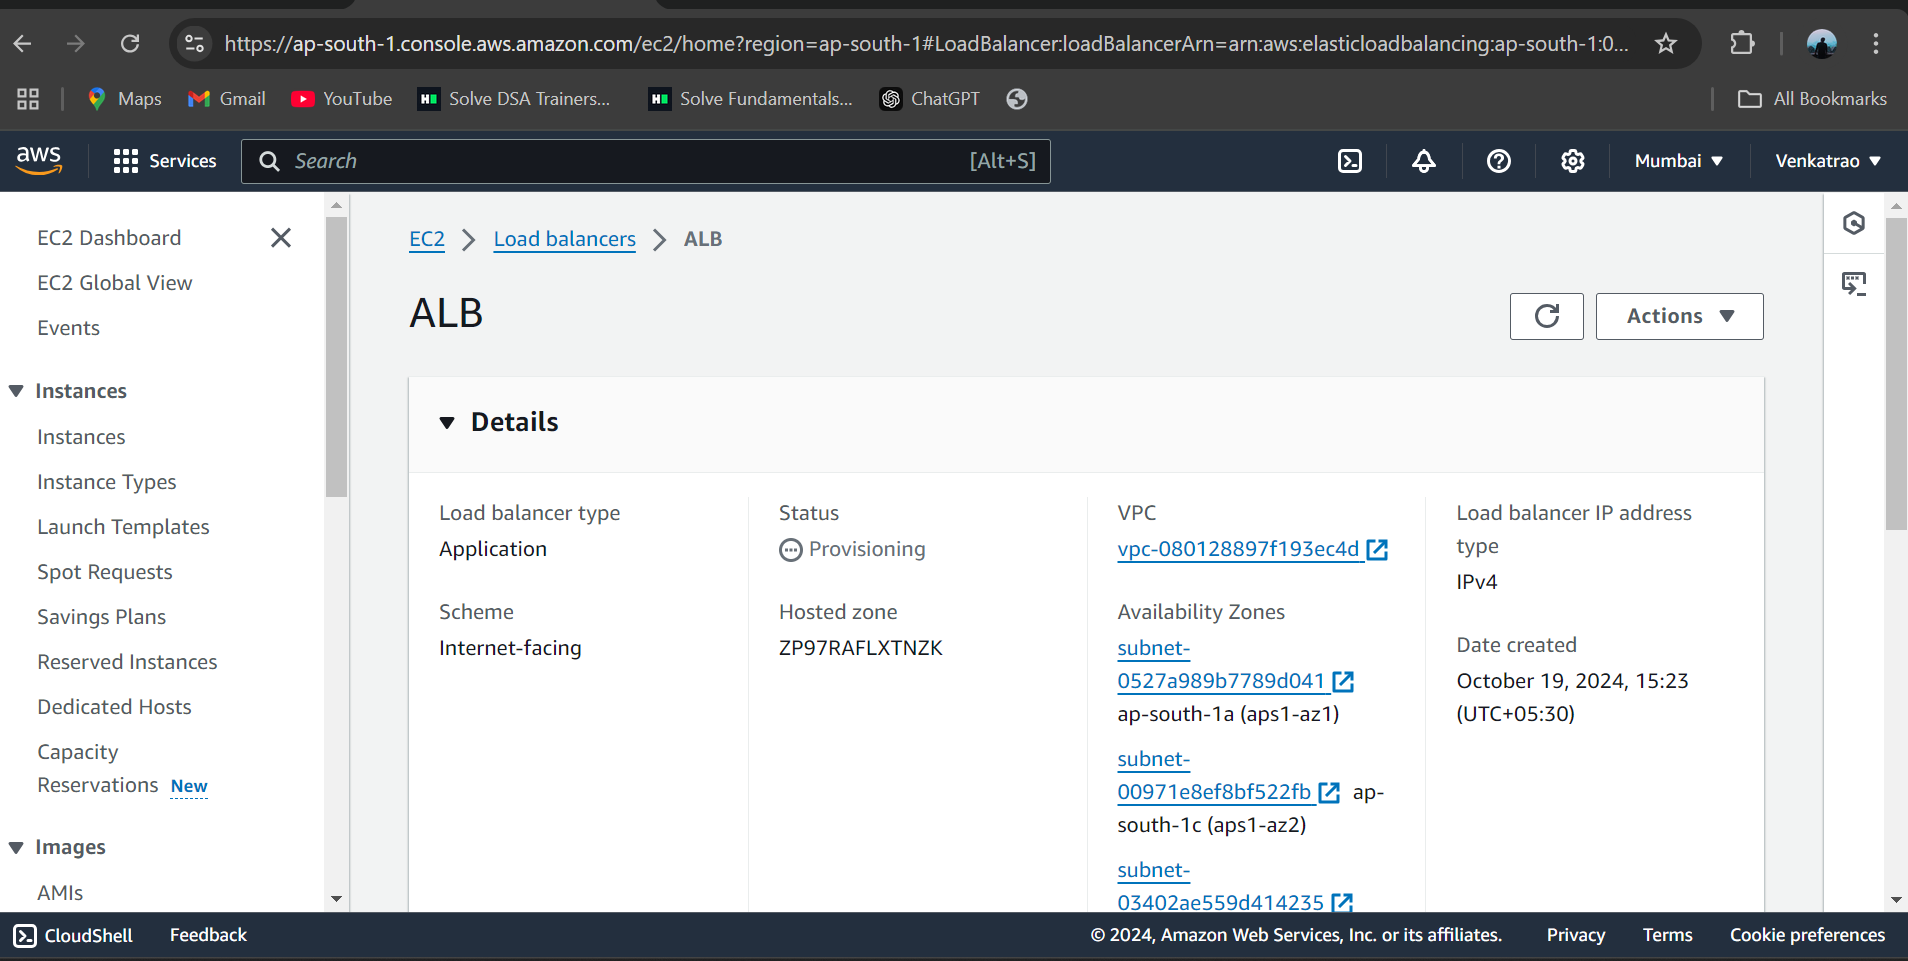 https://ap-south-1.console.aws.amazon.com/ec2/home?region=ap-south-1#LoadBalancer:loadBalancerArn=arn:aws:elasticloadbalancing:ap-south-1:0...
Maps Gmail YouTube Solve DSA Trainers... Solve Fundamentals... ChatGPT All Bookmarks
aws Services Search [Alt+S] Mumbai Venkatrao
EC2 Dashboard
EC2 Global View
Events
Instances
Instances
Instance Types
Launch Templates
Spot Requests
Savings Plans
Reserved Instances
Dedicated Hosts
Capacity
Reservations New
Images
AMIs
EC2 > Load balancers > ALB
ALB
Actions
Details
Load balancer type
Application
Scheme
Internet-facing
Status
Provisioning
Hosted zone
ZP97RAFLXTNZK
VPC
vpc-080128897f193ec4d
Availability Zones
subnet-
0527a989b7789d041
ap-south-1a (aps1-az1)
subnet-
00971e8ef8bf522fb ap-
south-1c (aps1-az2)
subnet-
03402ae559d414235
Load balancer IP address
type
IPv4
Date created
October 19, 2024, 15:23
(UTC+05:30)
CloudShell Feedback © 2024, Amazon Web Services, Inc. or its affiliates. Privacy Terms Cookie preferences